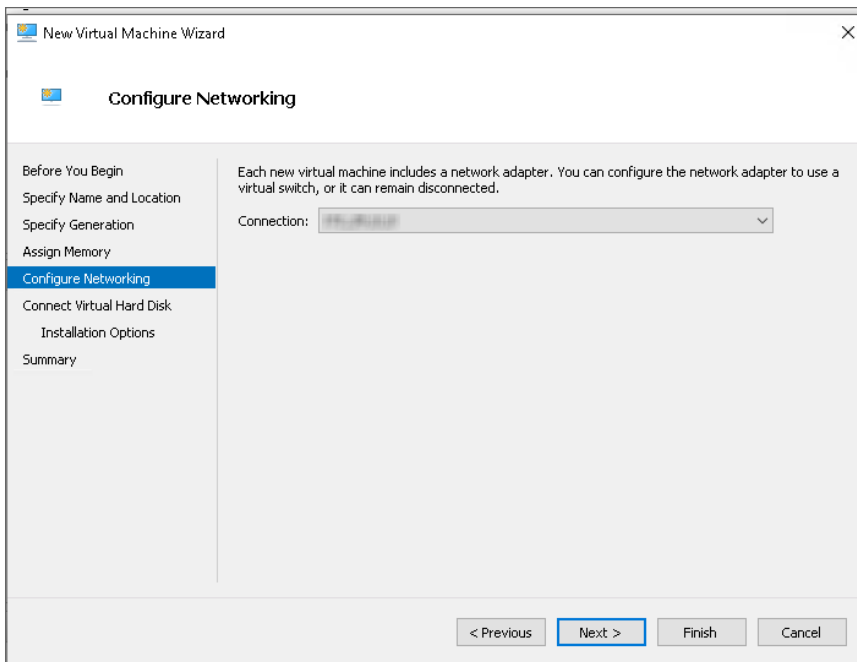 New Virtual Machine Wizard
Configure Networking
Before You Begin
Specify Name and Location
Specify Generation
Assign Memory
Configure Networking
Connect Virtual Hard Disk
Installation Options
Summary
Each new virtual machine includes a network adapter. You can configure the network adapter to use a
virtual switch, or it can remain disconnected.
Connection:
< Previous
Next >
Finish
Cancel